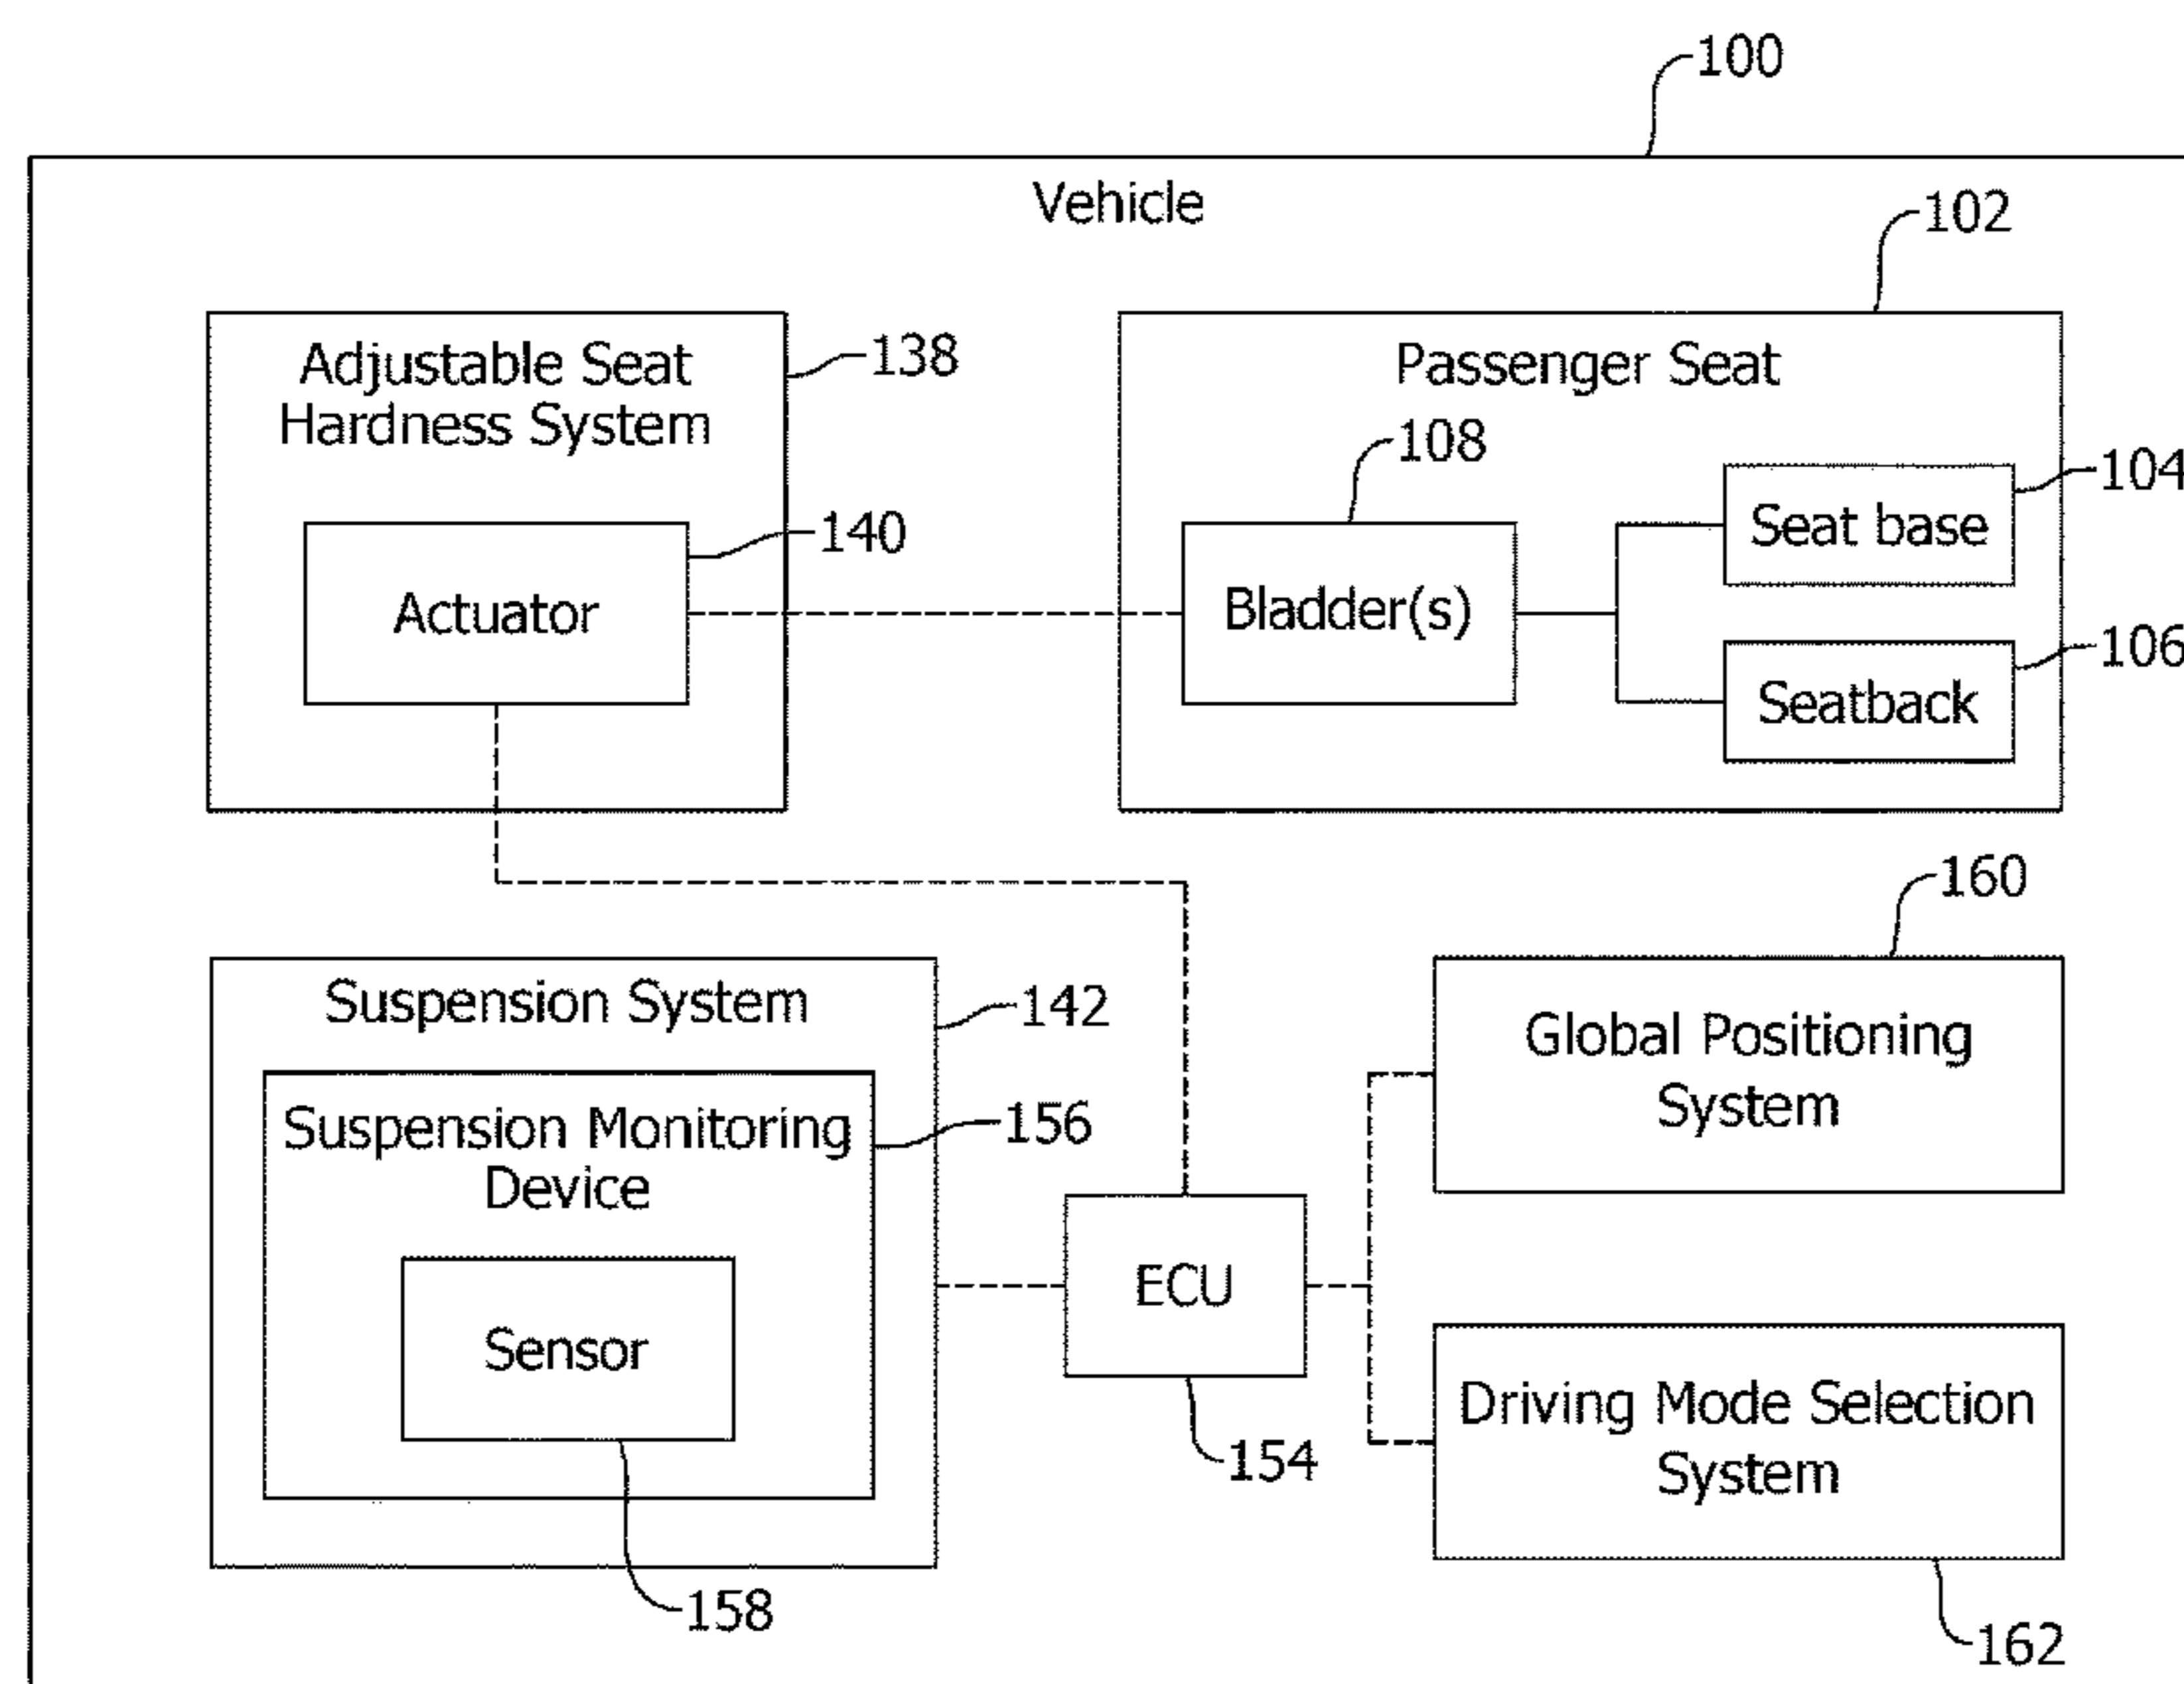 100
Vehicle
102
Adjustable Seat
Hardness System
138
Passenger Seat
108
104
Seat base
140
Actuator
Bladder(s)
106
Seatback
160
Suspension System
142
Global Positioning
System
Suspension Monitoring
Device
156
ECU
Sensor
154
Driving Mode Selection
System
158
162